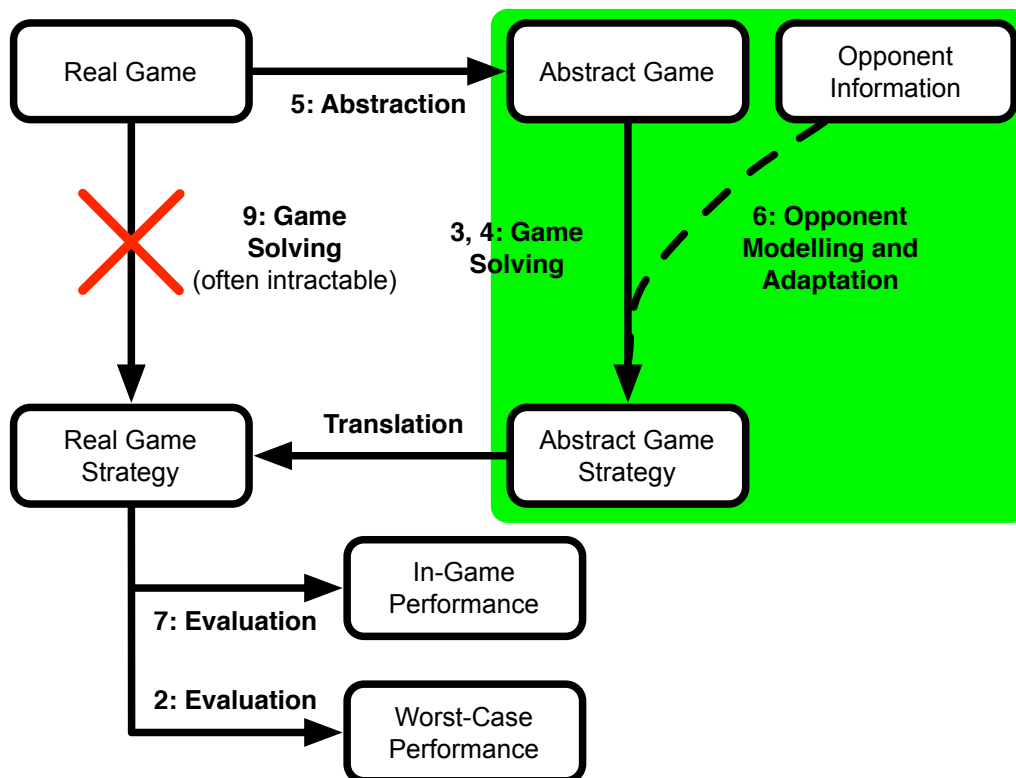 Real Game
5: Abstraction
Abstract Game
Opponent
Information
9: Game
Solving
(often intractable)
3, 4: Game
Solving
6: Opponent
Modelling and
Adaptation
Real Game
Strategy
Translation
Abstract Game
Strategy
In-Game
Performance
7: Evaluation
2: Evaluation
Worst-Case
Performance